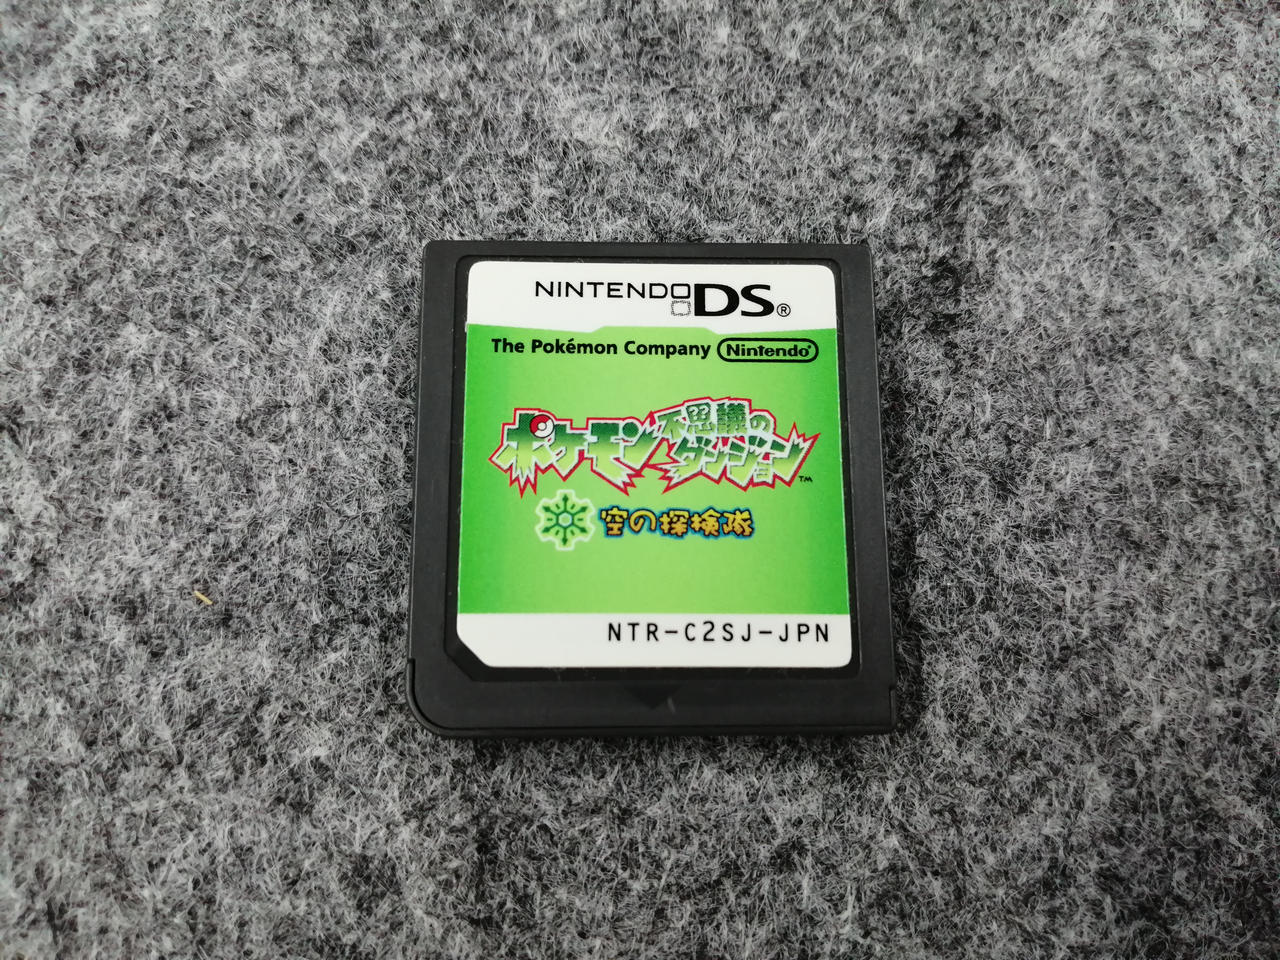 NINTENDO DS®
The Pokémon Company Nintendo®
ポケモン不思議のダンジョン™
空の探検隊
NTR-C2SJ-JPN